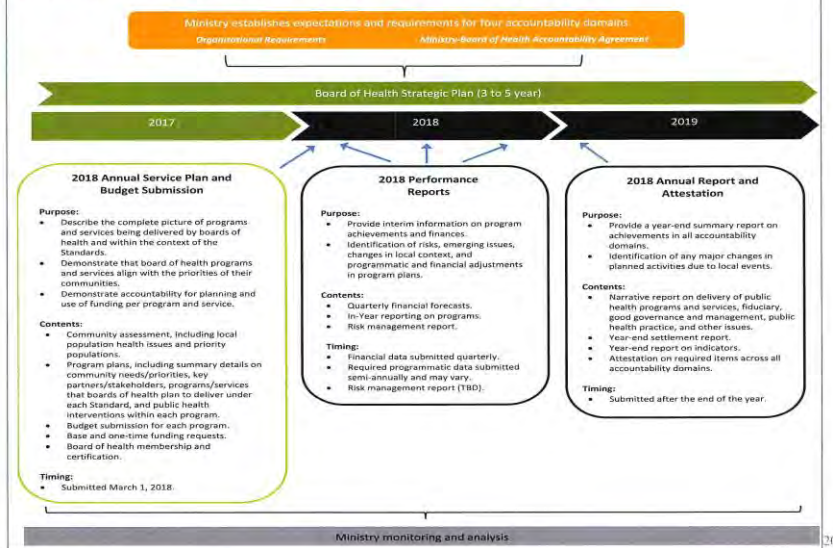 Ministry establishes expectations and requirements for four accountability domains
Organizational Requirements
Ministry-Board of Health Accountability Agreement
Board of Health Strategic Plan (3 to 5 year)
2017
2018
2019
2018 Annual Service Plan and
Budget Submission
Purpose:
• Describe the complete picture of programs
and services being delivered by boards of
health and within the context of the
Standards.
• Demonstrate that board of health programs
and services align with the priorities of their
communities.
• Demonstrate accountability for planning and
use of funding per program and service.
Contents:
• Community assessment, including local
population health issues and priority
populations.
• Program plans, including summary details on
community needs/priorities, key
partners/stakeholders, programs/services
that boards of health plan to deliver under
each Standard, and public health
interventions within each program.
• Budget submission for each program.
• Base and one-time funding requests.
• Board of health membership and
certification.
Timing:
• Submitted March 1, 2018.
2018 Performance
Reports
Purpose:
• Provide interim information on program
achievements and finances.
• Identification of risks, emerging issues,
changes in local context, and
programmatic and financial adjustments
in program plans.
Contents:
• Quarterly financial forecasts.
• In-Year reporting on programs.
• Risk management report.
Timing:
• Financial data submitted quarterly.
• Required programmatic data submitted
semi-annually and may vary.
• Risk management report (TBD).
2018 Annual Report and
Attestation
Purpose:
• Provide a year-end summary report on
achievements in all accountability
domains.
• Identification of any major changes in
planned activities due to local events.
Contents:
• Narrative report on delivery of public
health programs and services, fiduciary,
good governance and management, public
health practice, and other issues.
• Year-end settlement report.
• Year-end report on indicators.
• Attestation on required items across all
accountability domains.
Timing:
• Submitted after the end of the year.
Ministry monitoring and analysis